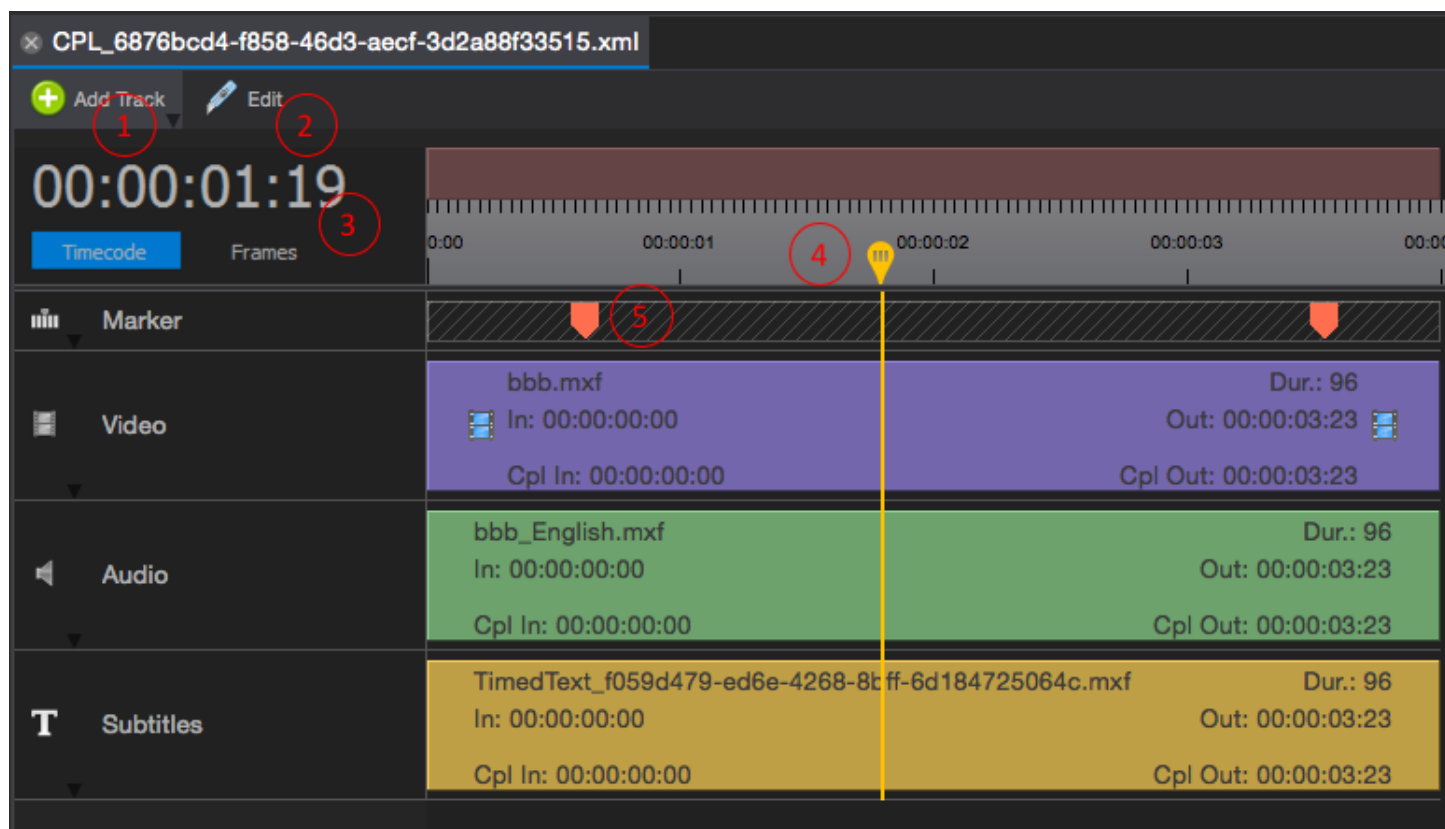 CPL_6876bcd4-f858-46d3-aecf-3d2a88f33515.xml
Add Track Edit
1 2
00:00:01:19
3
Timecode Frames
0:00 00:00:01 4 00:00:02 00:00:03 00:00
Marker 5
bbb.mxf Dur.: 96
Video In: 00:00:00:00 Out: 00:00:03:23
Cpl In: 00:00:00:00 Cpl Out: 00:00:03:23
bbb_English.mxf Dur.: 96
Audio In: 00:00:00:00 Out: 00:00:03:23
Cpl In: 00:00:00:00 Cpl Out: 00:00:03:23
TimedText_f059d479-ed6e-4268-8bff-6d184725064c.mxf Dur.: 96
T Subtitles In: 00:00:00:00 Out: 00:00:03:23
Cpl In: 00:00:00:00 Cpl Out: 00:00:03:23